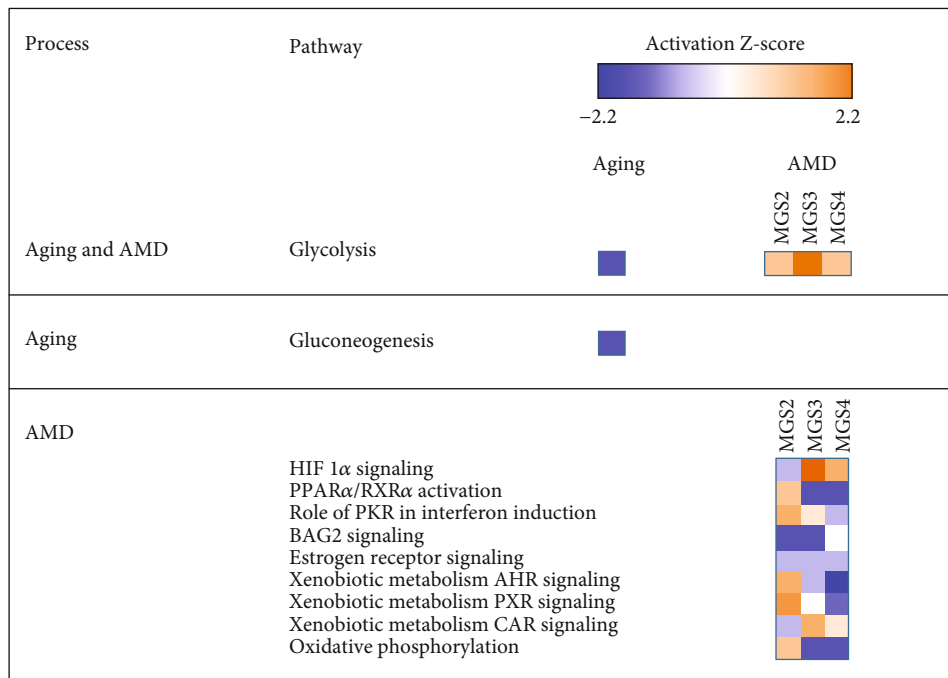 Process Pathway Activation Z-score
−2.2 2.2
Aging AMD
MGS2 MGS3 MGS4
Aging and AMD Glycolysis
Aging Gluconeogenesis
AMD
MGS2 MGS3 MGS4
HIF 1α signaling
PPARα/RXRα activation
Role of PKR in interferon induction
BAG2 signaling
Estrogen receptor signaling
Xenobiotic metabolism AHR signaling
Xenobiotic metabolism PXR signaling
Xenobiotic metabolism CAR signaling
Oxidative phosphorylation